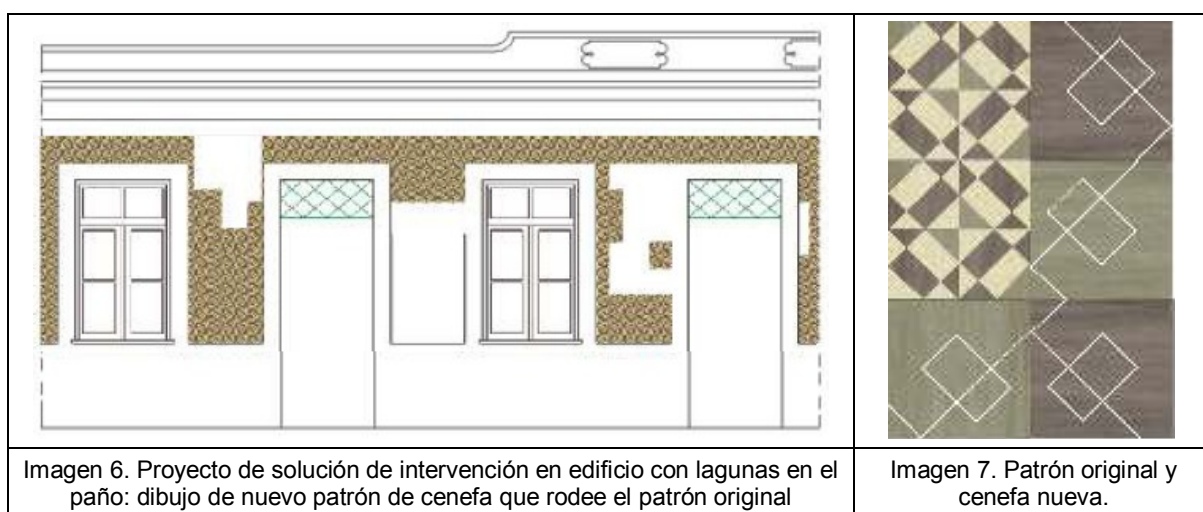 Imagen 6. Proyecto de solución de intervención en edificio con lagunas en el
paño: dibujo de nuevo patrón de cenefa que rodee el patrón original
Imagen 7. Patrón original y
cenefa nueva.